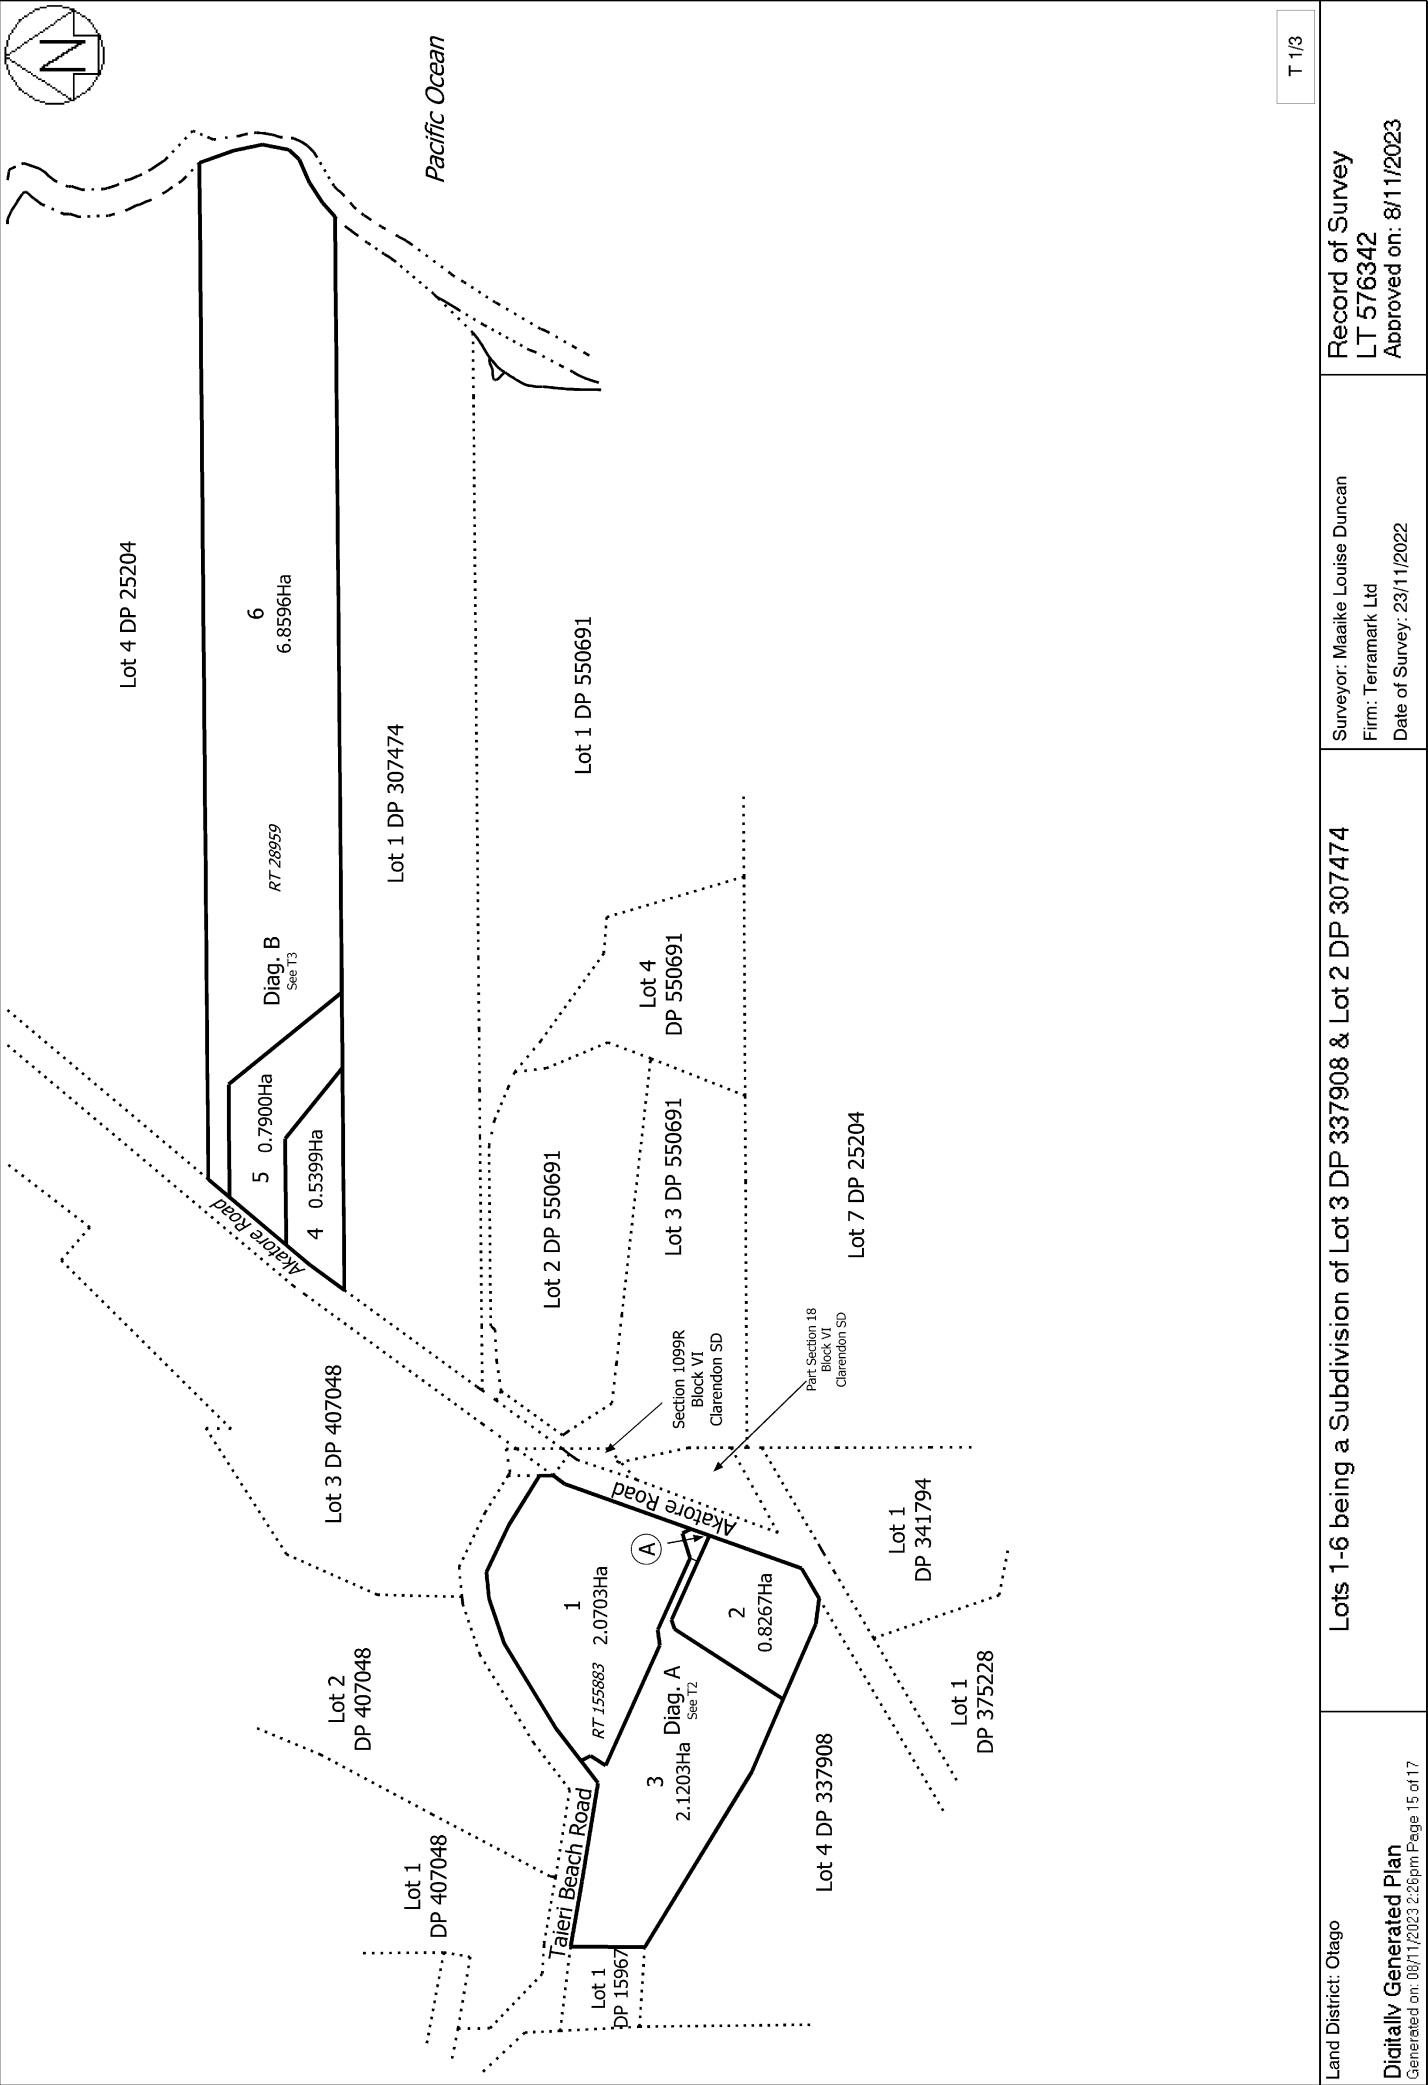 N
Pacific Ocean
Lot 4 DP 25204
6
6.8596Ha
RT 28959
Diag. B
See T3
5 0.7900Ha
4 0.5399Ha
Akatore Road
Lot 1 DP 307474
Lot 1 DP 550691
Lot 4
DP 550691
Lot 2 DP 550691
Lot 3 DP 550691
Lot 7 DP 25204
Lot 3 DP 407048
Section 1099R
Block VI
Clarendon SD
Part Section 18
Block VI
Clarendon SD
Akatore Road
A
Lot 1
DP 341794
1
2.0703Ha
RT 155883
2
0.8267Ha
Diag. A
See T2
3
2.1203Ha
Lot 2
DP 407048
Lot 1
DP 407048
Taieri Beach Road
Lot 1
DP 15967
Lot 4 DP 337908
Lot 1
DP 375228
T 1/3
Land District: Otago
Digitally Generated Plan
Generated on: 08/11/2023 2:26pm Page 15 of 17
Lots 1-6 being a Subdivision of Lot 3 DP 337908 & Lot 2 DP 307474
Surveyor: Maaike Louise Duncan
Firm: Terramark Ltd
Date of Survey: 23/11/2022
Record of Survey
LT 576342
Approved on: 8/11/2023